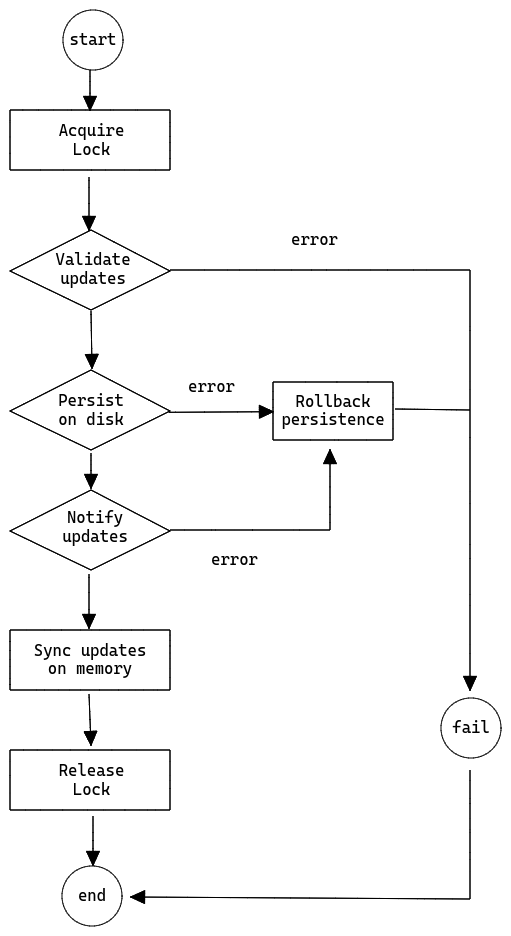 start
Acquire
Lock
error
Validate
updates
error
Persist
on disk
Rollback
persistence
Notify
updates
error
Sync updates
on memory
fail
Release
Lock
end